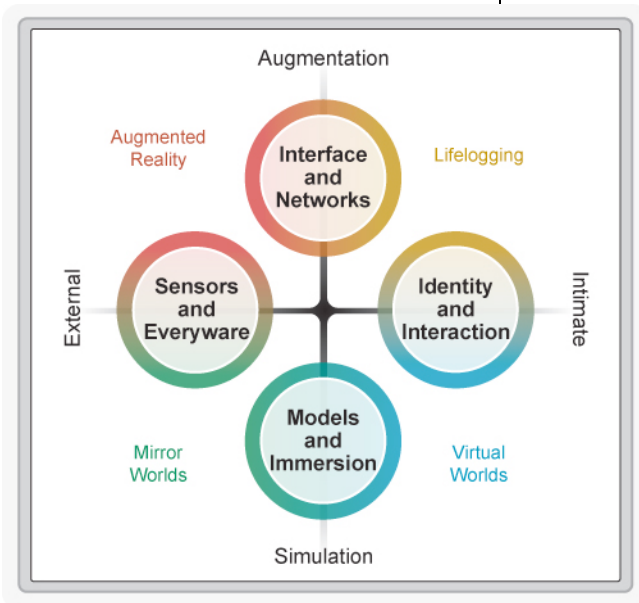 Augmentation
Augmented
Reality
Interface
and
Networks
Lifelogging
External
Sensors
and
Everyware
Identity
and
Interaction
Intimate
Models
and
Immersion
Mirror
Worlds
Virtual
Worlds
Simulation